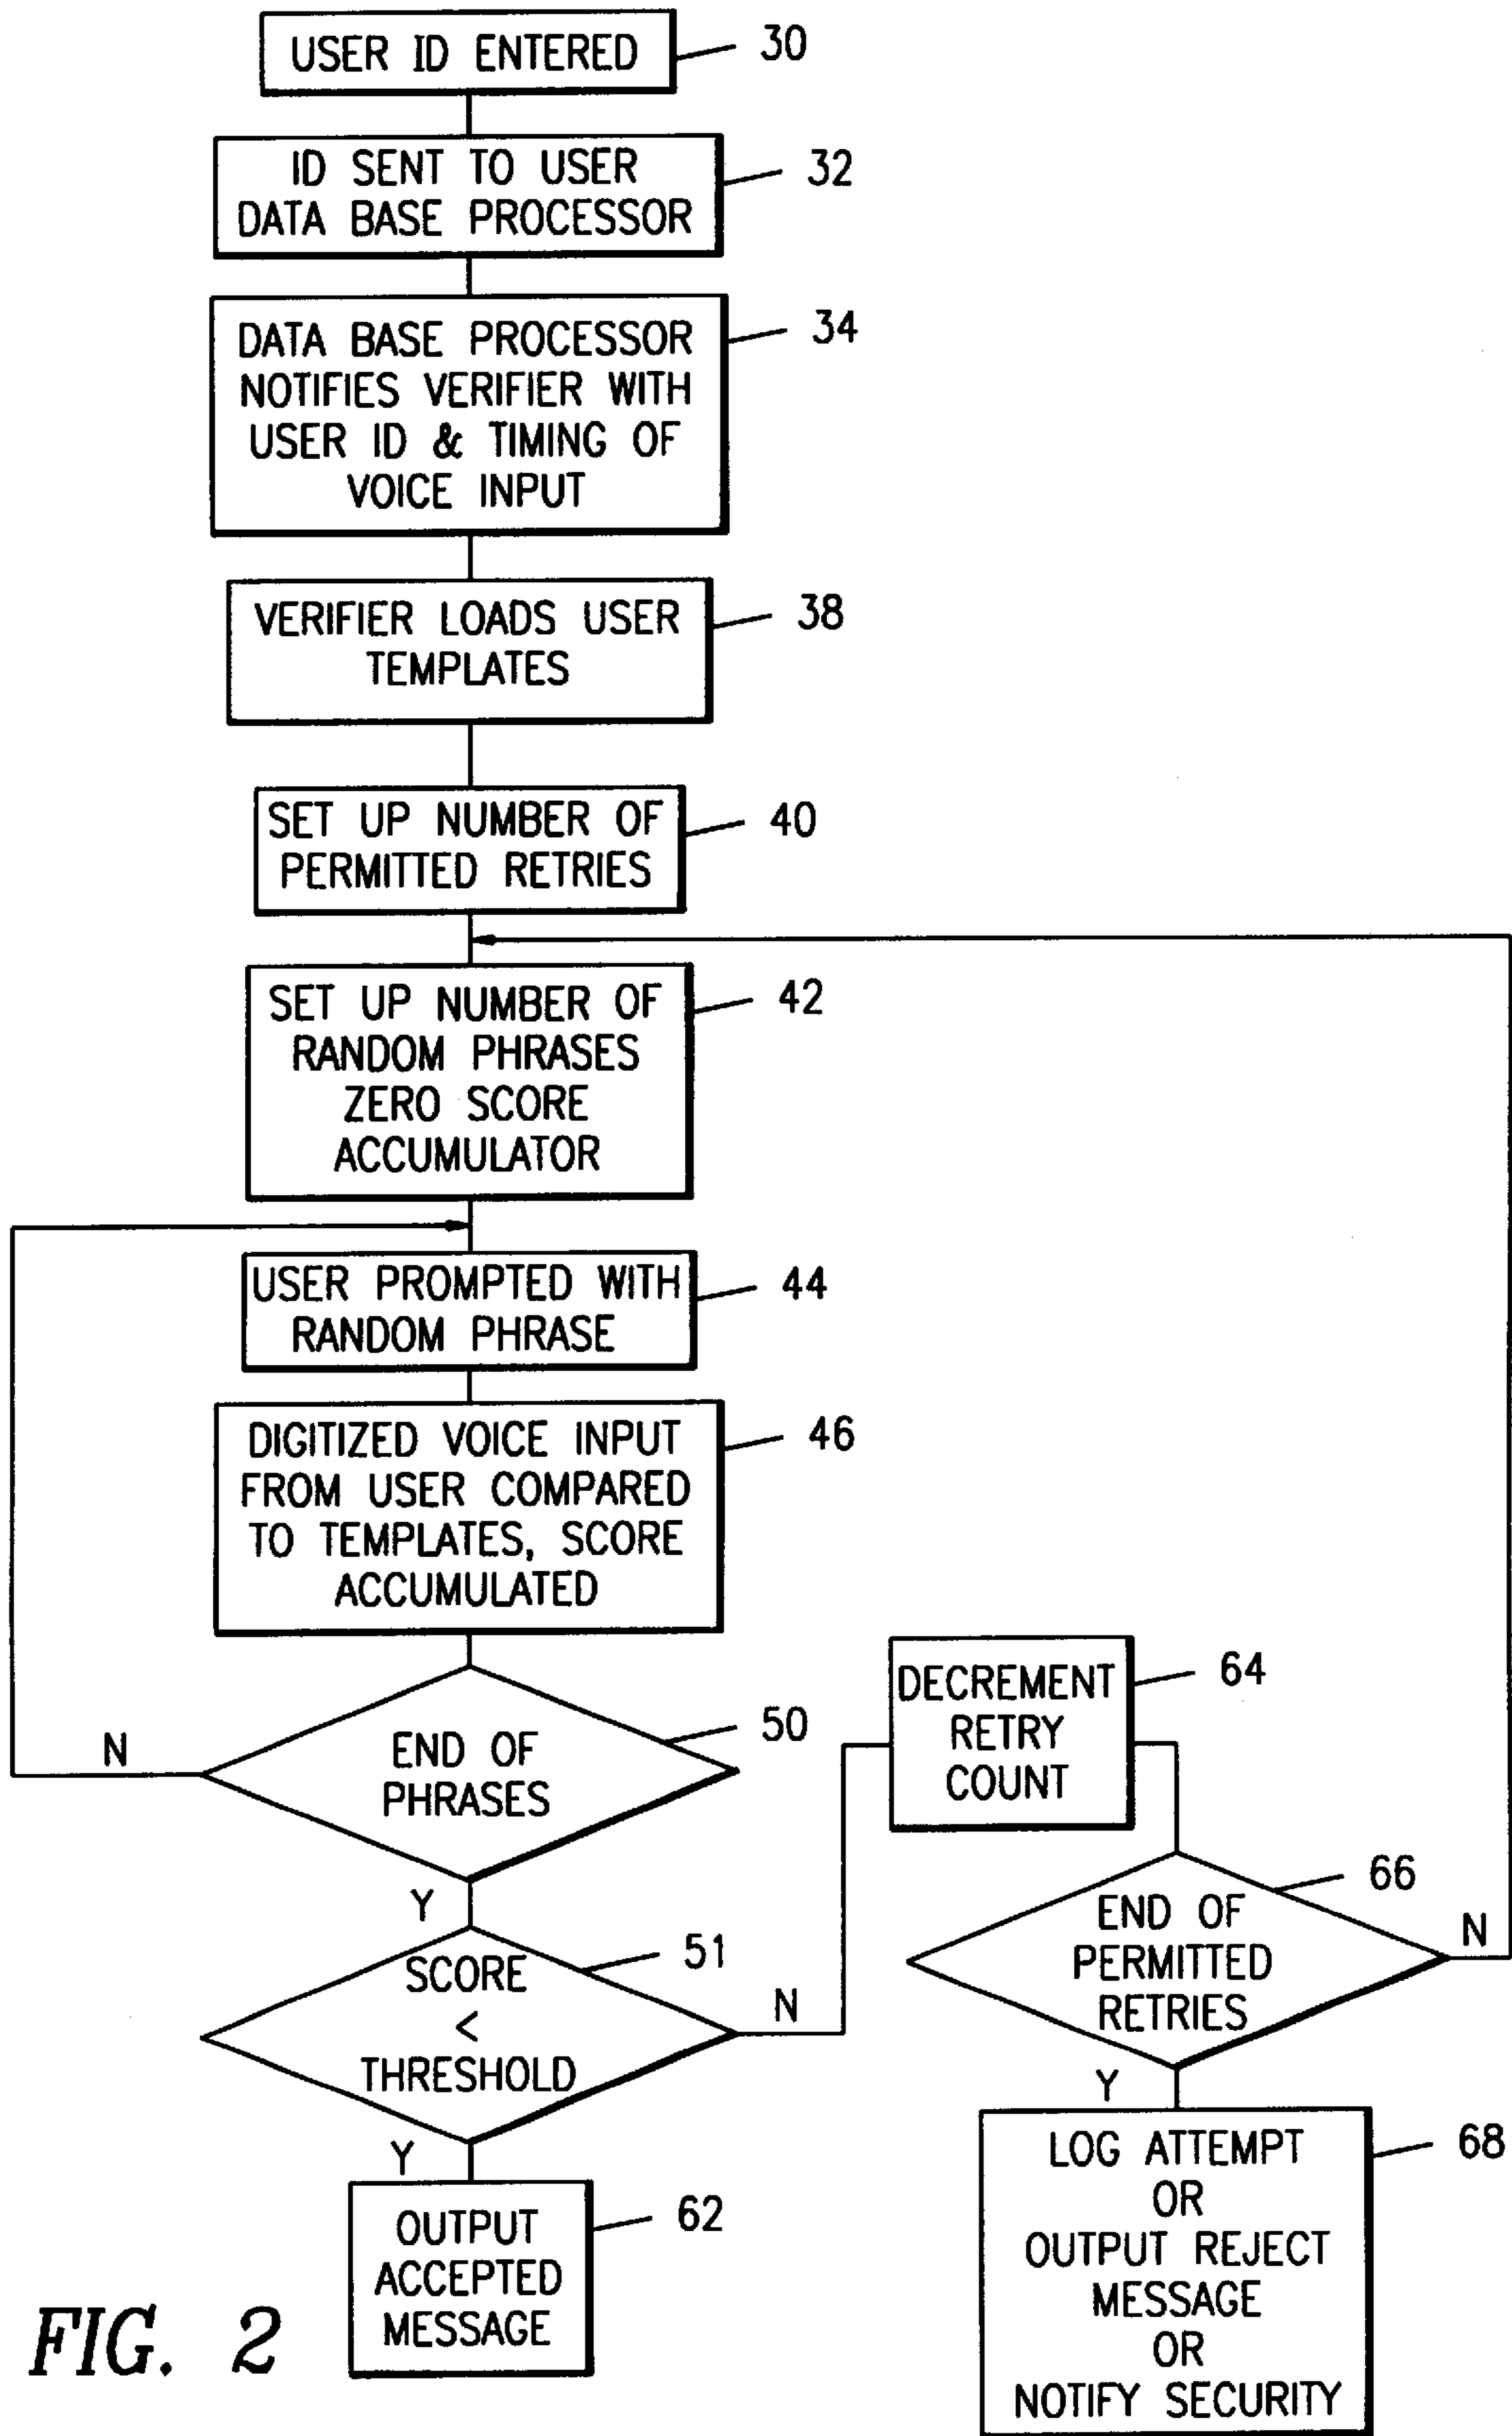 USER ID ENTERED
30
ID SENT TO USER
DATA BASE PROCESSOR
32
DATA BASE PROCESSOR
NOTIFIES VERIFIER WITH
USER ID & TIMING OF
VOICE INPUT
34
VERIFIER LOADS USER
TEMPLATES
38
SET UP NUMBER OF
PERMITTED RETRIES
40
SET UP NUMBER OF
RANDOM PHRASES
ZERO SCORE
ACCUMULATOR
42
USER PROMPTED WITH
RANDOM PHRASE
44
DIGITIZED VOICE INPUT
FROM USER COMPARED
TO TEMPLATES, SCORE
ACCUMULATED
46
END OF
PHRASES
50
N
Y
SCORE
<
THRESHOLD
51
N
Y
OUTPUT
ACCEPTED
MESSAGE
62
DECREMENT
RETRY
COUNT
64
END OF
PERMITTED
RETRIES
66
N
Y
LOG ATTEMPT
OR
OUTPUT REJECT
MESSAGE
OR
NOTIFY SECURITY
68
FIG. 2